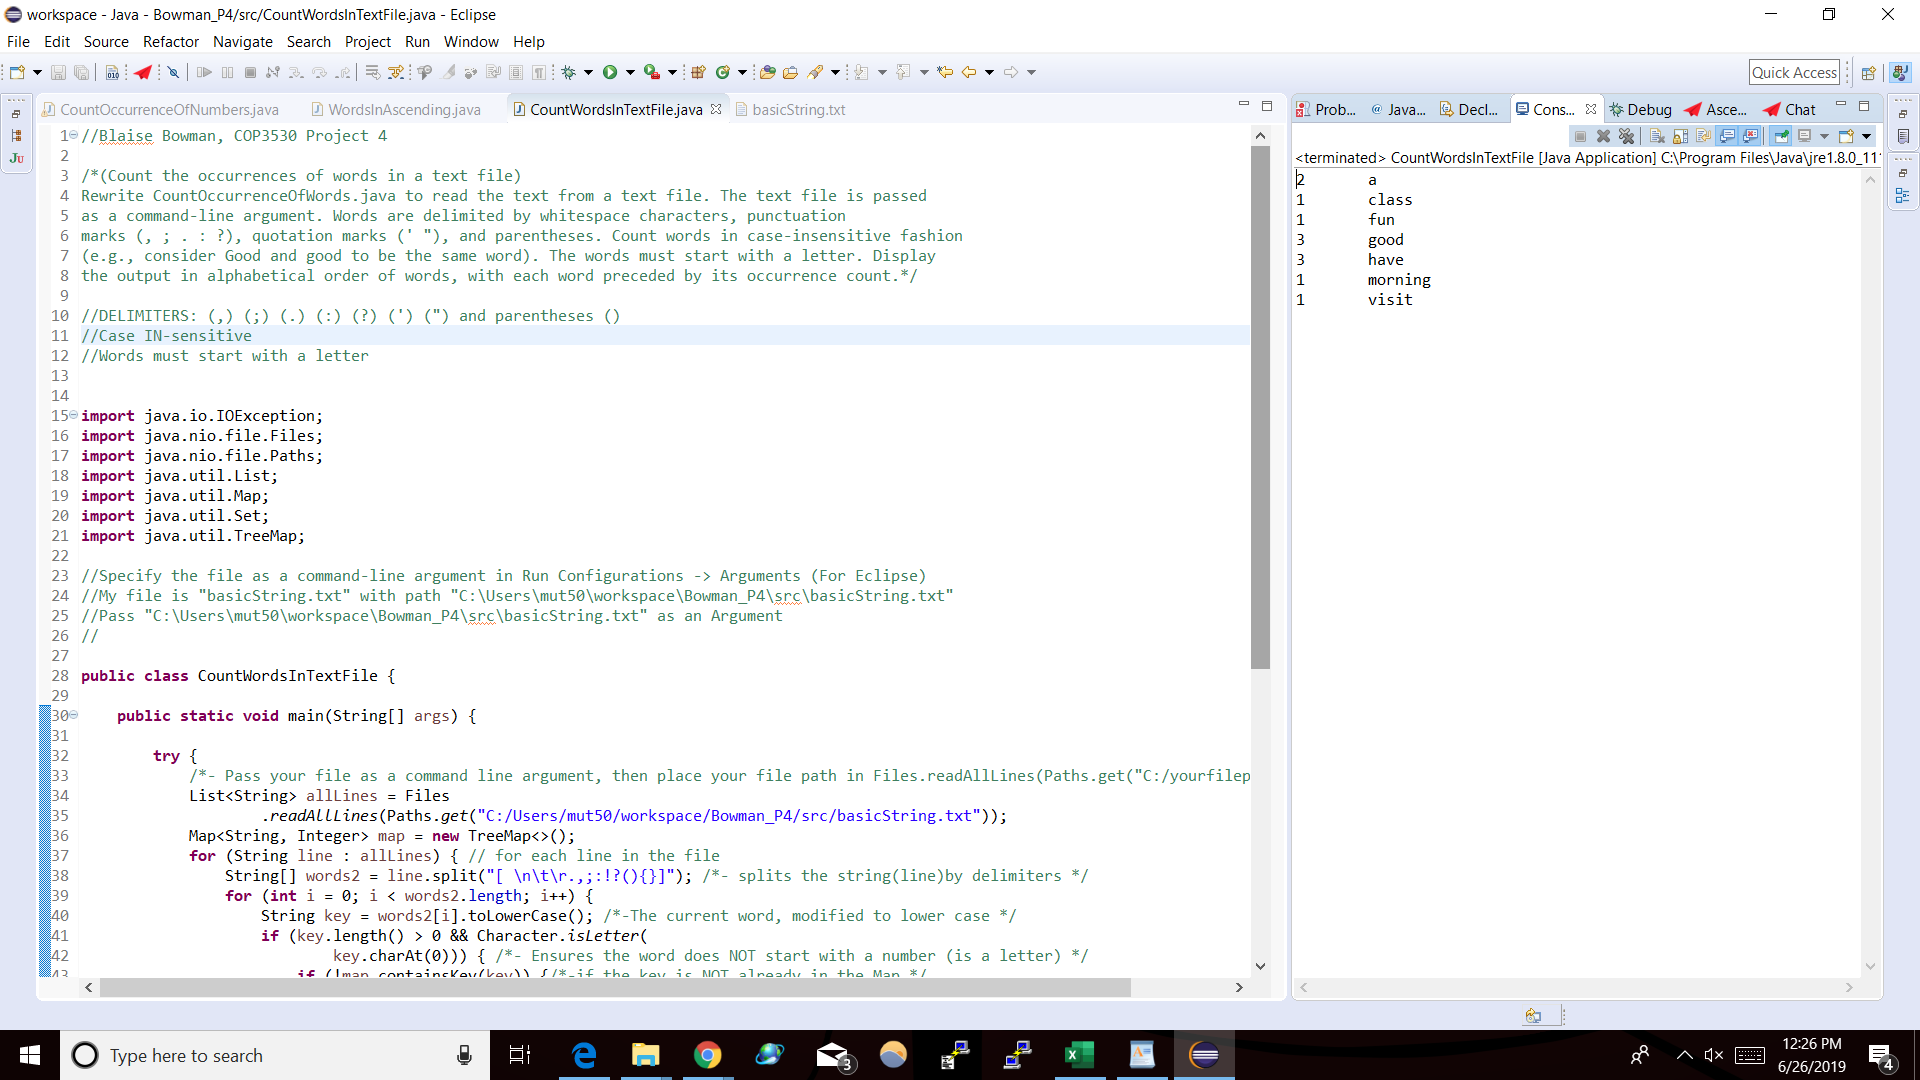 workspace - Java - Bowman_P4/src/CountWordsInTextFile.java - Eclipse
File Edit Source Refactor Navigate Search Project Run Window Help
Quick Access
CountOccurrenceOfNumbers.java WordsInAscending.java CountWordsInTextFile.java basicString.txt
1 //Blaise Bowman, COP3530 Project 4
2
3 /*(Count the occurrences of words in a text file)
4 Rewrite CountOccurrenceOfWords.java to read the text from a text file. The text file is passed
5 as a command-line argument. Words are delimited by whitespace characters, punctuation
6 marks (, ; . : ?), quotation marks (' "), and parentheses. Count words in case-insensitive fashion
7 (e.g., consider Good and good to be the same word). The words must start with a letter. Display
8 the output in alphabetical order of words, with each word preceded by its occurrence count.*/
9
10 //DELIMITERS: (,) (;) (.) (:) (?) (') (") and parentheses ()
11 //Case IN-sensitive
12 //Words must start with a letter
13
14
15 import java.io.IOException;
16 import java.nio.file.Files;
17 import java.nio.file.Paths;
18 import java.util.List;
19 import java.util.Map;
20 import java.util.Set;
21 import java.util.TreeMap;
22
23 //Specify the file as a command-line argument in Run Configurations -> Arguments (For Eclipse)
24 //My file is "basicString.txt" with path "C:\Users\mut50\workspace\Bowman_P4\src\basicString.txt"
25 //Pass "C:\Users\mut50\workspace\Bowman_P4\src\basicString.txt" as an Argument
26 //
27
28 public class CountWordsInTextFile {
29
30 public static void main(String[] args) {
31
32 try {
33 /*- Pass your file as a command line argument, then place your file path in Files.readAllLines(Paths.get("C:/yourfilep
34 List<String> allLines = Files
35 .readAllLines(Paths.get("C:/Users/mut50/workspace/Bowman_P4/src/basicString.txt"));
36 Map<String, Integer> map = new TreeMap<>();
37 for (String line : allLines) { // for each line in the file
38 String[] words2 = line.split("[ \n\t\r.,;:!?(){}]"); /*- splits the string(line)by delimiters */
39 for (int i = 0; i < words2.length; i++) {
40 String key = words2[i].toLowerCase(); /*-The current word, modified to lower case */
41 if (key.length() > 0 && Character.isLetter(
42 key.charAt(0))) { /*- Ensures the word does NOT start with a number (is a letter) */
43 if (!map.containsKey(key)) {/*-if the key is NOT already in the Map */
Prob... Java... Decl... Cons... Debug Asce... Chat
<terminated> CountWordsInTextFile [Java Application] C:\Program Files\Java\jre1.8.0_11
2 a
1 class
1 fun
3 good
3 have
1 morning
1 visit
Type here to search
3
12:26 PM
6/26/2019
4